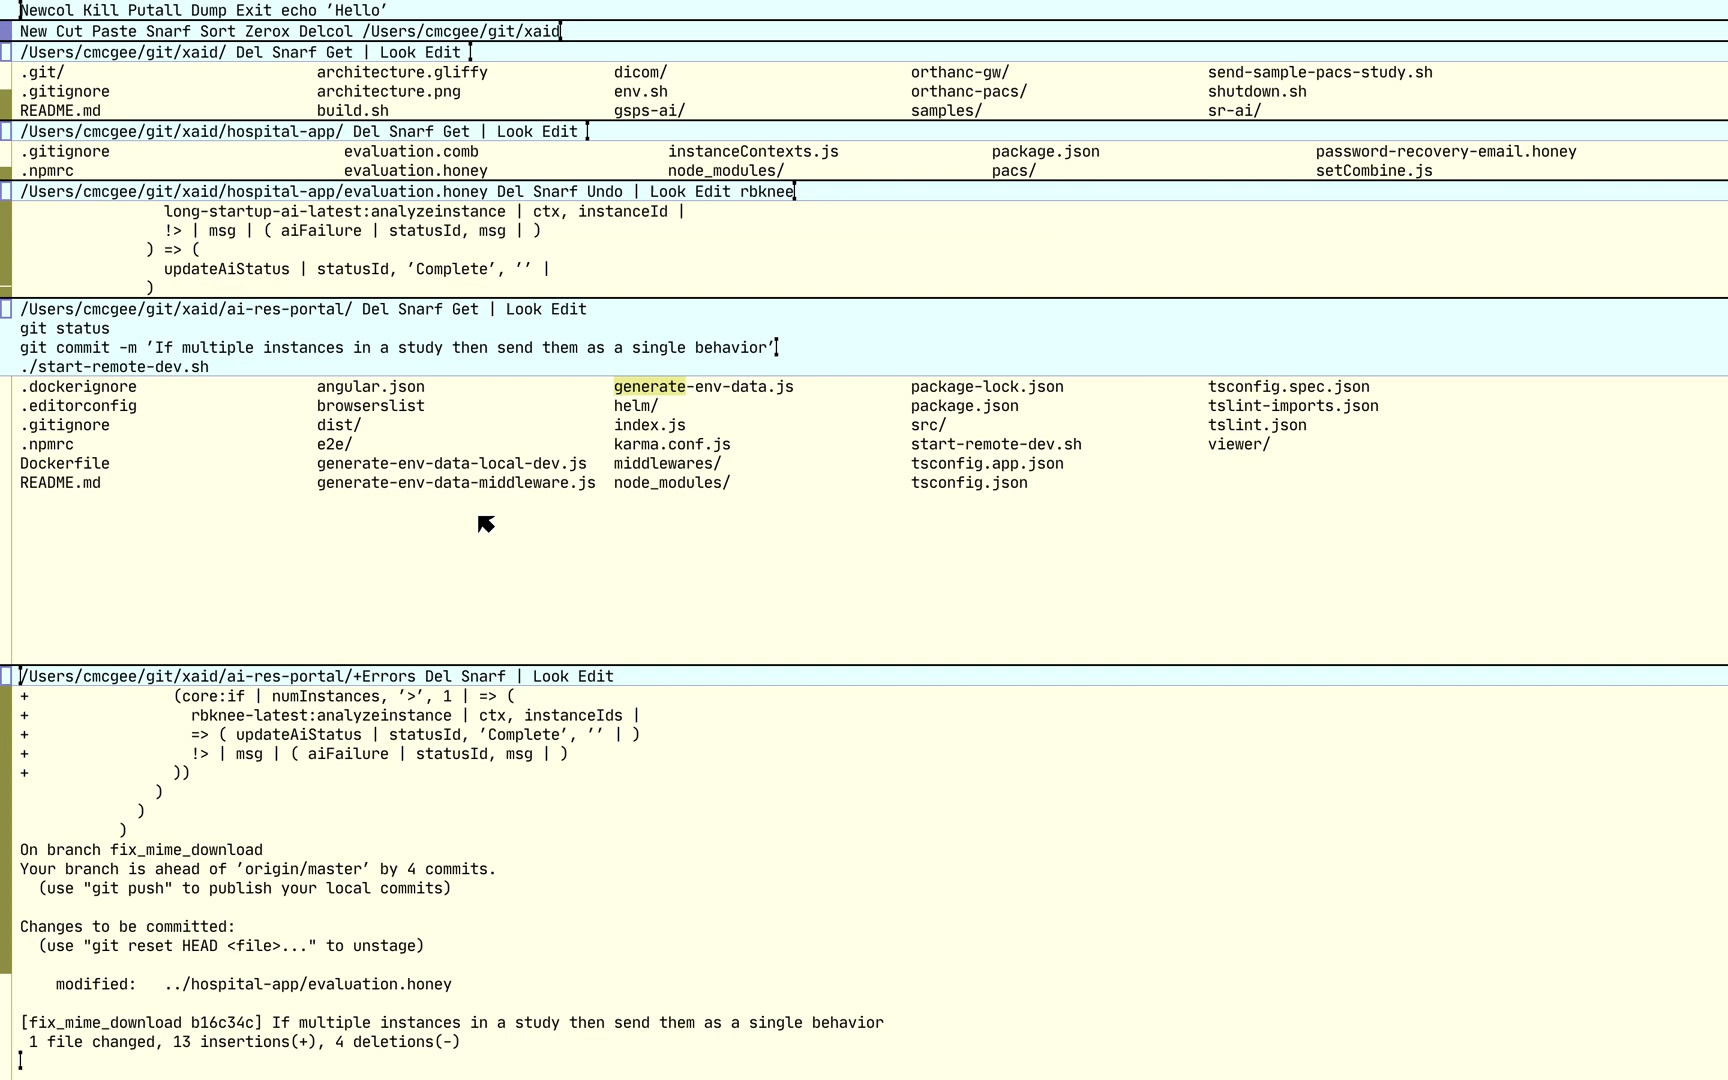 Newcol Kill Putall Dump Exit echo ’Hello’
New Cut Paste Snarf Sort Zerox Delcol /Users/cmcgee/git/xaid
/Users/cmcgee/git/xaid/ Del Snarf Get | Look Edit
.git/ architecture.gliffy dicom/ orthanc-gw/ send-sample-pacs-study.sh
.gitignore architecture.png env.sh orthanc-pacs/ shutdown.sh
README.md build.sh gsps-ai/ samples/ sr-ai/
/Users/cmcgee/git/xaid/hospital-app/ Del Snarf Get | Look Edit
.gitignore evaluation.comb instanceContexts.js package.json password-recovery-email.honey
.npmrc evaluation.honey node_modules/ pacs/ setCombine.js
/Users/cmcgee/git/xaid/hospital-app/evaluation.honey Del Snarf Undo | Look Edit rbknee
long-startup-ai-latest:analyzeinstance | ctx, instanceId |
!> | msg | ( aiFailure | statusId, msg | )
) => (
updateAiStatus | statusId, ’Complete’, ’’ |
)
/Users/cmcgee/git/xaid/ai-res-portal/ Del Snarf Get | Look Edit
git status
git commit -m ’If multiple instances in a study then send them as a single behavior’
./start-remote-dev.sh
.dockerignore angular.json generate-env-data.js package-lock.json tsconfig.spec.json
.editorconfig browserslist helm/ package.json tslint-imports.json
.gitignore dist/ index.js src/ tslint.json
.npmrc e2e/ karma.conf.js start-remote-dev.sh viewer/
Dockerfile generate-env-data-local-dev.js middlewares/ tsconfig.app.json
README.md generate-env-data-middleware.js node_modules/ tsconfig.json
/Users/cmcgee/git/xaid/ai-res-portal/+Errors Del Snarf | Look Edit
+ (core:if | numInstances, ’>’, 1 | => (
+ rbknee-latest:analyzeinstance | ctx, instanceIds |
+ => ( updateAiStatus | statusId, ’Complete’, ’’ | )
+ !> | msg | ( aiFailure | statusId, msg | )
+ ))
)
)
)
On branch fix_mime_download
Your branch is ahead of ’origin/master’ by 4 commits.
(use "git push" to publish your local commits)
Changes to be committed:
(use "git reset HEAD <file>..." to unstage)
modified: ../hospital-app/evaluation.honey
[fix_mime_download b16c34c] If multiple instances in a study then send them as a single behavior
1 file changed, 13 insertions(+), 4 deletions(-)